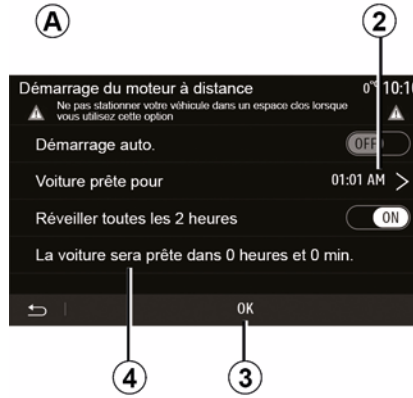 A
2
Démarrage du moteur à distance
0°C 10:10
Ne pas stationner votre véhicule dans un espace clos lorsque
vous utilisez cette option
Démarrage auto.
OFF
Voiture prête pour
01:01 AM
Réveiller toutes les 2 heures
ON
La voiture sera prête dans 0 heures et 0 min.
OK
4
3